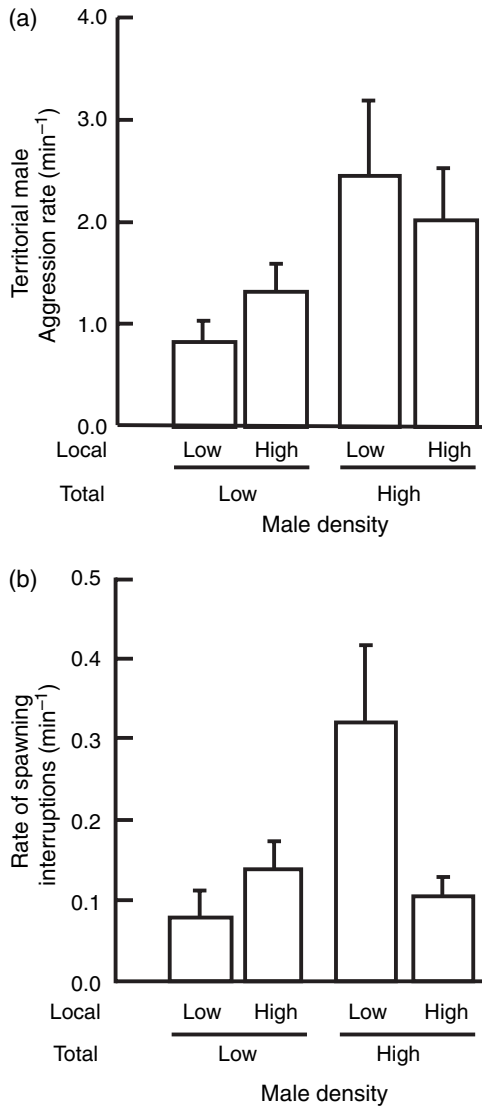 (a)
4.0
3.0
2.0
1.0
0.0
Territorial male
Aggression rate (min⁻¹)
Local Low High Low High
Total Low High
Male density
(b)
0.5
0.4
0.3
0.2
0.1
0.0
Rate of spawning
interruptions (min⁻¹)
Local Low High Low High
Total Low High
Male density